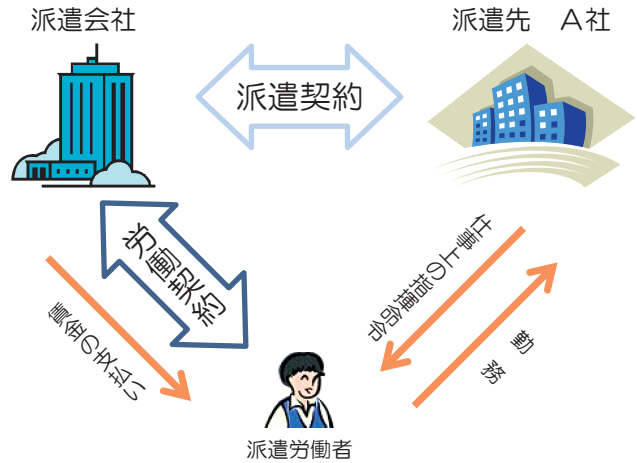 派遣会社
派遣先　A社
派遣契約
労働契約
賃金の支払い
仕事上の指揮命令
勤務
派遣労働者